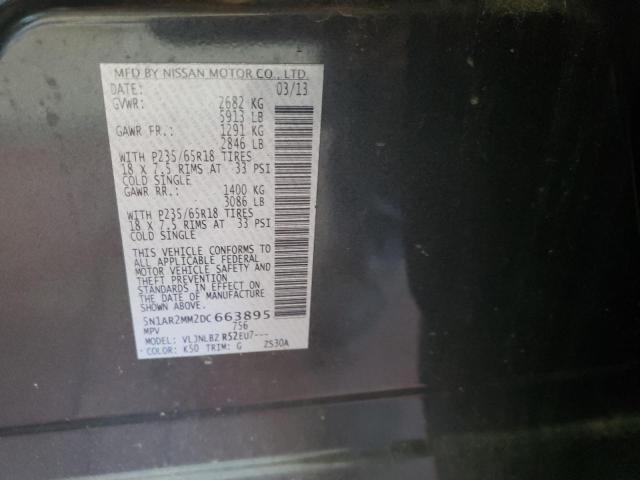 MFD BY NISSAN MOTOR CO., LTD.
DATE: 03/13
GVWR: 2682 KG
5913 LB
GAWR FR.: 1291 KG
2846 LB
WITH P235/65R18 TIRES
18 X 7.5 RIMS AT 33 PSI
COLD SINGLE
GAWR RR.: 1400 KG
3086 LB
WITH P235/65R18 TIRES
18 X 7.5 RIMS AT 33 PSI
COLD SINGLE
THIS VEHICLE CONFORMS TO
ALL APPLICABLE FEDERAL
MOTOR VEHICLE SAFETY AND
THEFT PREVENTION
STANDARDS IN EFFECT ON
THE DATE OF MANUFACTURE
SHOWN ABOVE.
5N1AR2MM2DC663895
MPV 756
MODEL: VLJNLBZ R52EU7---
COLOR: K50 TRIM: G ZS30A